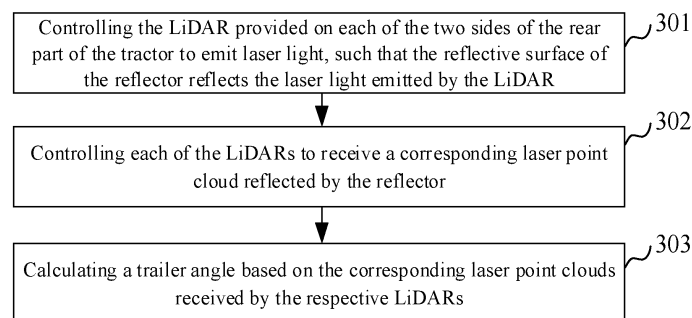 Controlling the LiDAR provided on each of the two sides of the rear
part of the tractor to emit laser light, such that the reflective surface of
the reflector reflects the laser light emitted by the LiDAR
301
Controlling each of the LiDARs to receive a corresponding laser point
cloud reflected by the reflector
302
Calculating a trailer angle based on the corresponding laser point clouds
received by the respective LiDARs
303